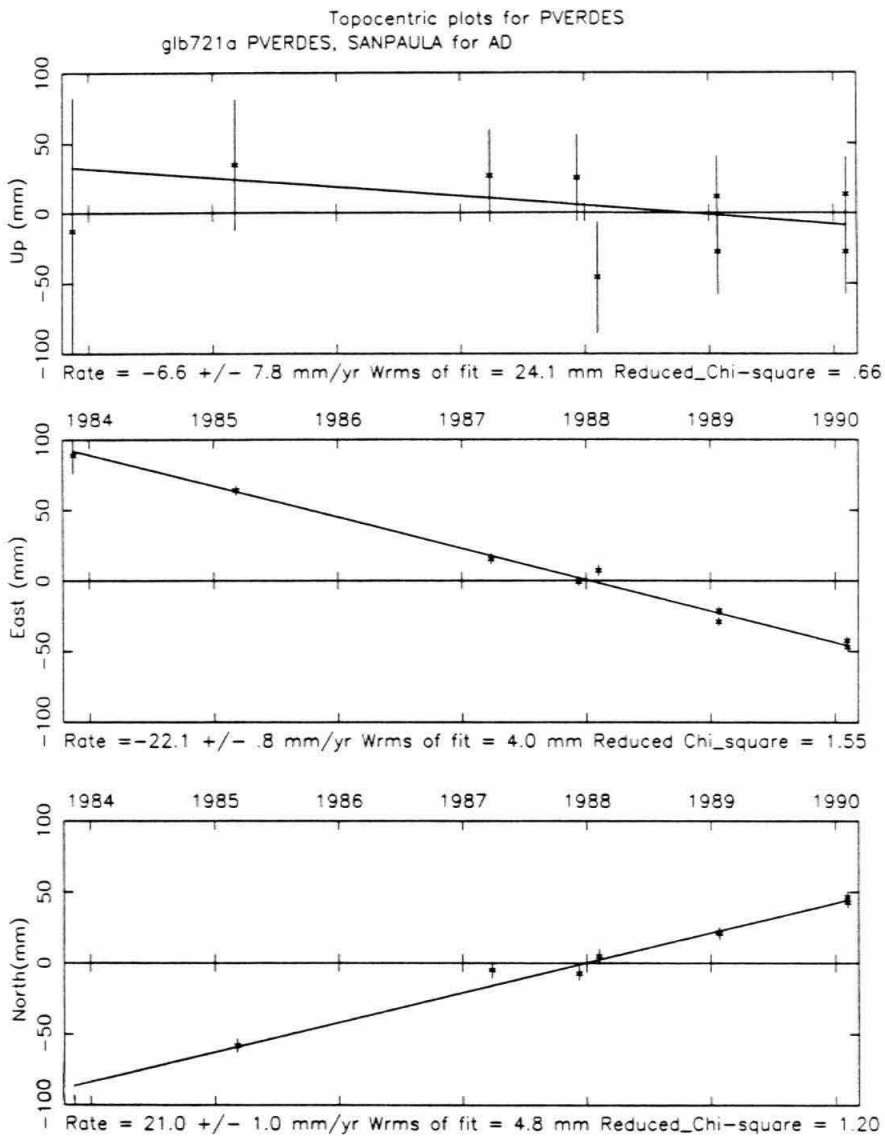 Topocentric plots for PVERDES
glb721a PVERDES, SANPAULA for AD
100
50
0
-50
-100
Up (mm)
Rate = -6.6 +/- 7.8 mm/yr Wrms of fit = 24.1 mm Reduced_Chi-square = .66
1984 1985 1986 1987 1988 1989 1990
100
50
0
-50
-100
East (mm)
Rate =-22.1 +/- .8 mm/yr Wrms of fit = 4.0 mm Reduced Chi_square = 1.55
1984 1985 1986 1987 1988 1989 1990
100
50
0
-50
-100
North(mm)
Rate = 21.0 +/- 1.0 mm/yr Wrms of fit = 4.8 mm Reduced_Chi-square = 1.20